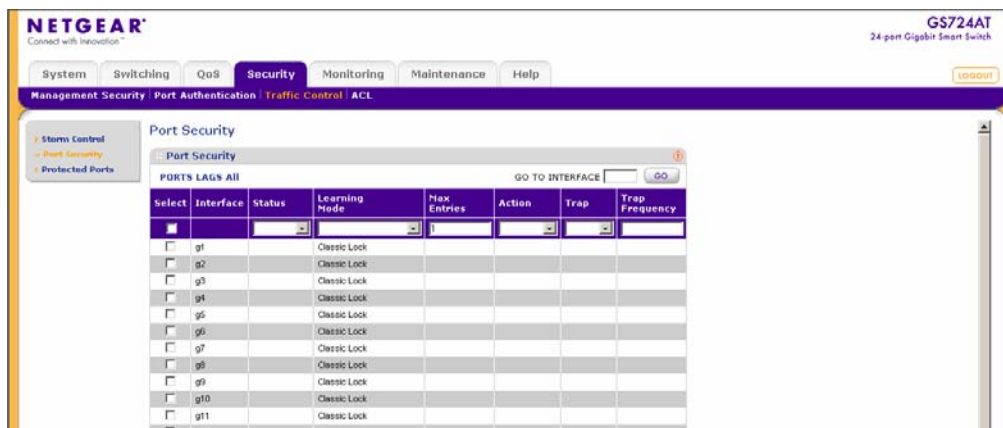 NETGEAR
Connect with Innovation™
GS724AT
24-port Gigabit Smart Switch
System Switching QoS Security Monitoring Maintenance Help
LOGOUT
Management Security Port Authentication Traffic Control ACL
Storm Control
Port Security
Protected Ports
Port Security
Port Security
PORTS LAGS All GO TO INTERFACE GO
Select Interface Status Learning Mode Max Entries Action Trap Trap Frequency
1
g1 Classic Lock
g2 Classic Lock
g3 Classic Lock
g4 Classic Lock
g5 Classic Lock
g6 Classic Lock
g7 Classic Lock
g8 Classic Lock
g9 Classic Lock
g10 Classic Lock
g11 Classic Lock